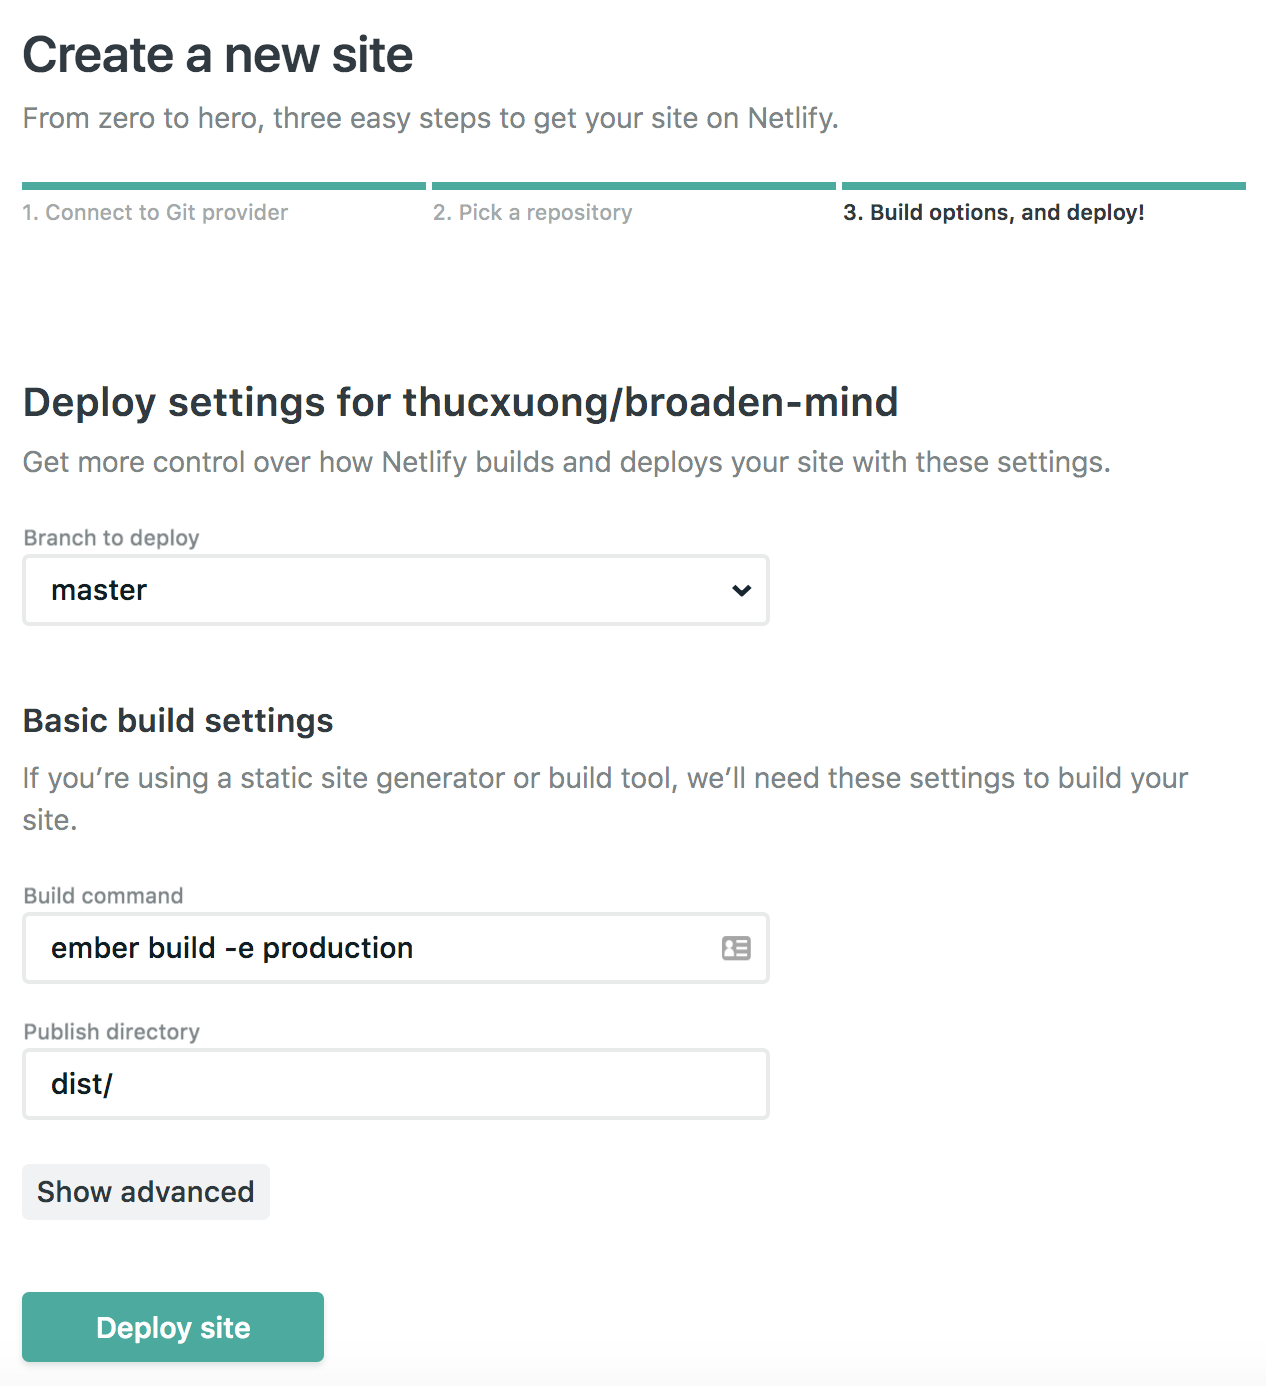 Create a new site
From zero to hero, three easy steps to get your site on Netlify.
1. Connect to Git provider
2. Pick a repository
3. Build options, and deploy!
Deploy settings for thucxuong/broaden-mind
Get more control over how Netlify builds and deploys your site with these settings.
Branch to deploy
master
Basic build settings
If you’re using a static site generator or build tool, we’ll need these settings to build your
site.
Build command
ember build -e production
Publish directory
dist/
Show advanced
Deploy site